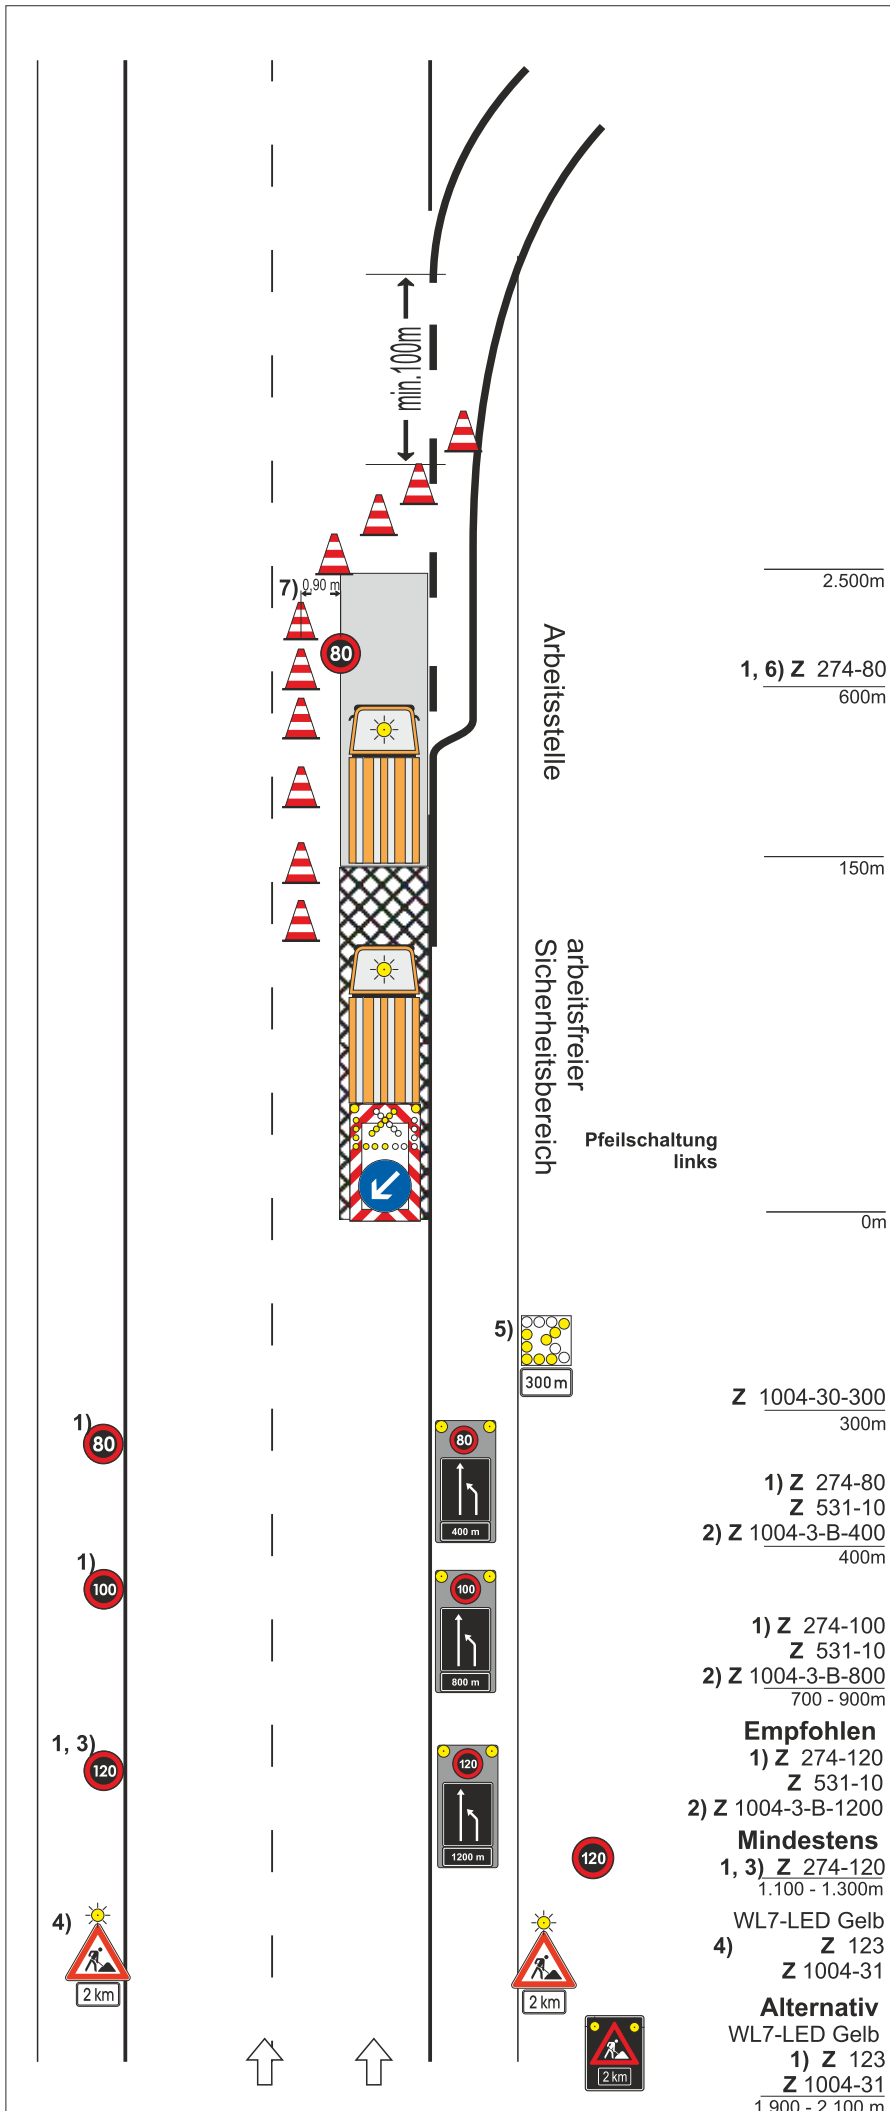 min.100m
7) 0,90 m
2.500m
80
Arbeitsstelle
1, 6) Z 274-80
600m
150m
arbeitsfreier
Sicherheitsbereich
Pfeilschaltung
links
0m
5)
300 m
Z 1004-30-300
300m
1)
80
80
400 m
1) Z 274-80
Z 531-10
2) Z 1004-3-B-400
400m
1)
100
100
800 m
1) Z 274-100
Z 531-10
2) Z 1004-3-B-800
700 - 900m
Empfohlen
1, 3)
120
120
1200 m
1) Z 274-120
Z 531-10
2) Z 1004-3-B-1200
Mindestens
120
1, 3) Z 274-120
1.100 - 1.300m
4)
2 km
2 km
WL7-LED Gelb
4) Z 123
Z 1004-31
Alternativ
WL7-LED Gelb
2 km
1) Z 123
Z 1004-31
1.900 - 2.100 m